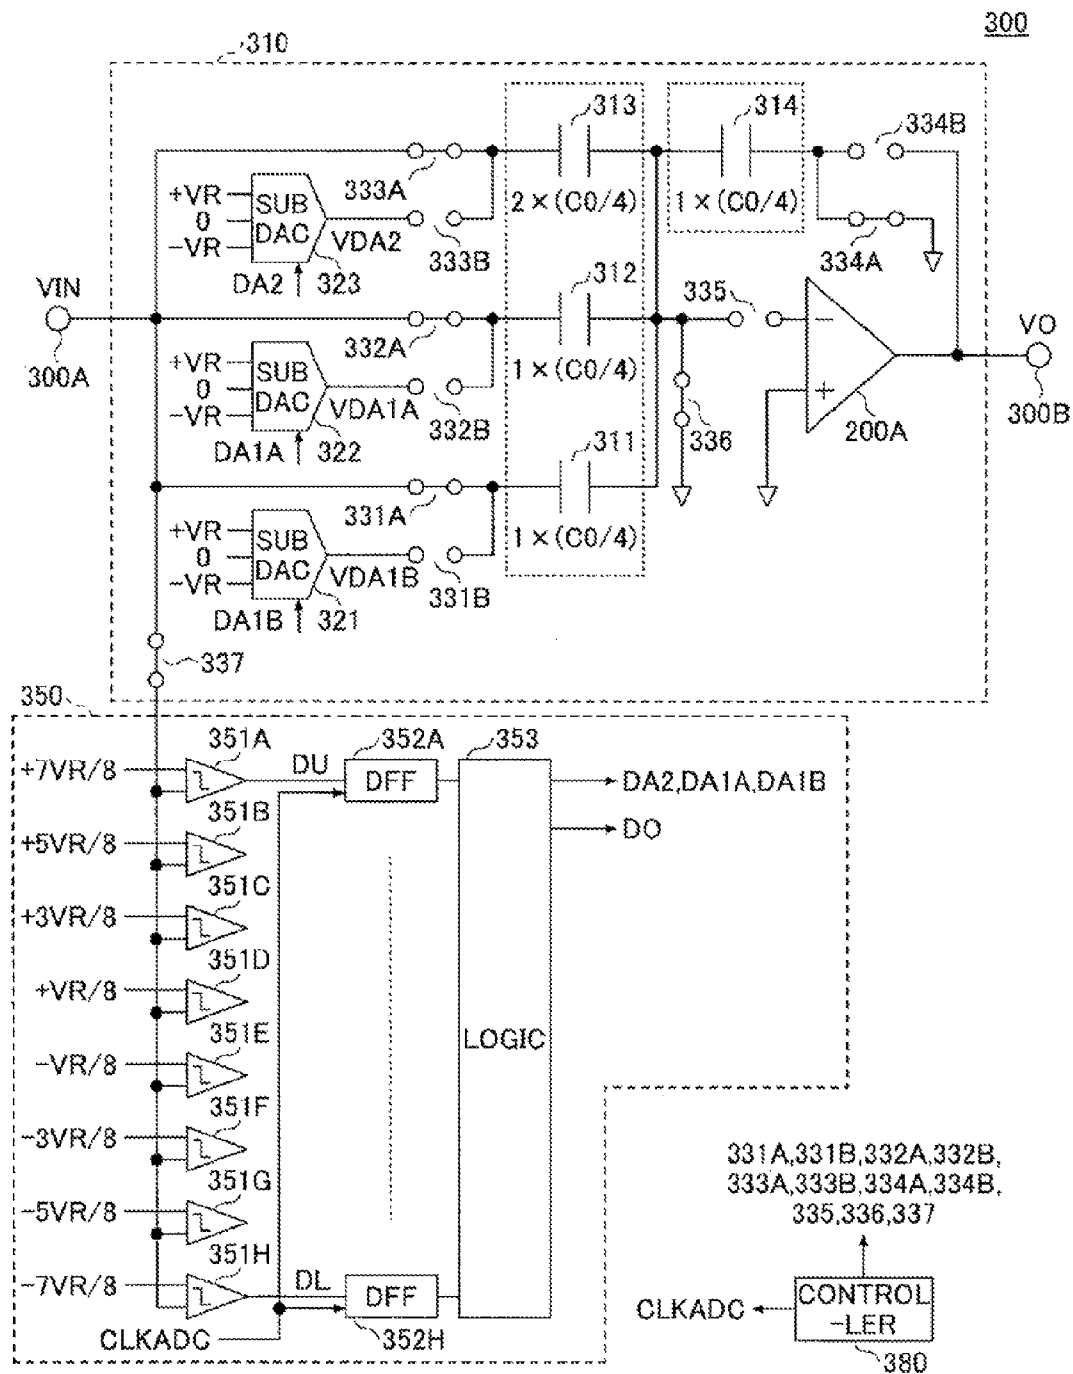 300
310
313
314
334B
333A
2×(C0/4)
1×(C0/4)
+VR
0
-VR
SUB
DAC
VDA2
333B
334A
DA2
323
312
335
VIN
VO
300A
332A
1×(C0/4)
+VR
0
-VR
SUB
DAC
VDA1A
332B
336
200A
300B
-
+
DA1A
322
311
331A
1×(C0/4)
+VR
0
-VR
SUB
DAC
VDA1B
331B
DA1B
321
337
350
351A
352A
353
+7VR/8
DU
DFF
DA2,DA1A,DA1B
351B
+5VR/8
DO
351C
+3VR/8
351D
+VR/8
351E
LOGIC
-VR/8
351F
-3VR/8
351G
-5VR/8
351H
-7VR/8
DL
DFF
CLKADC
352H
331A,331B,332A,332B,
333A,333B,334A,334B,
335,336,337
CLKADC
CONTROL
-LER
380